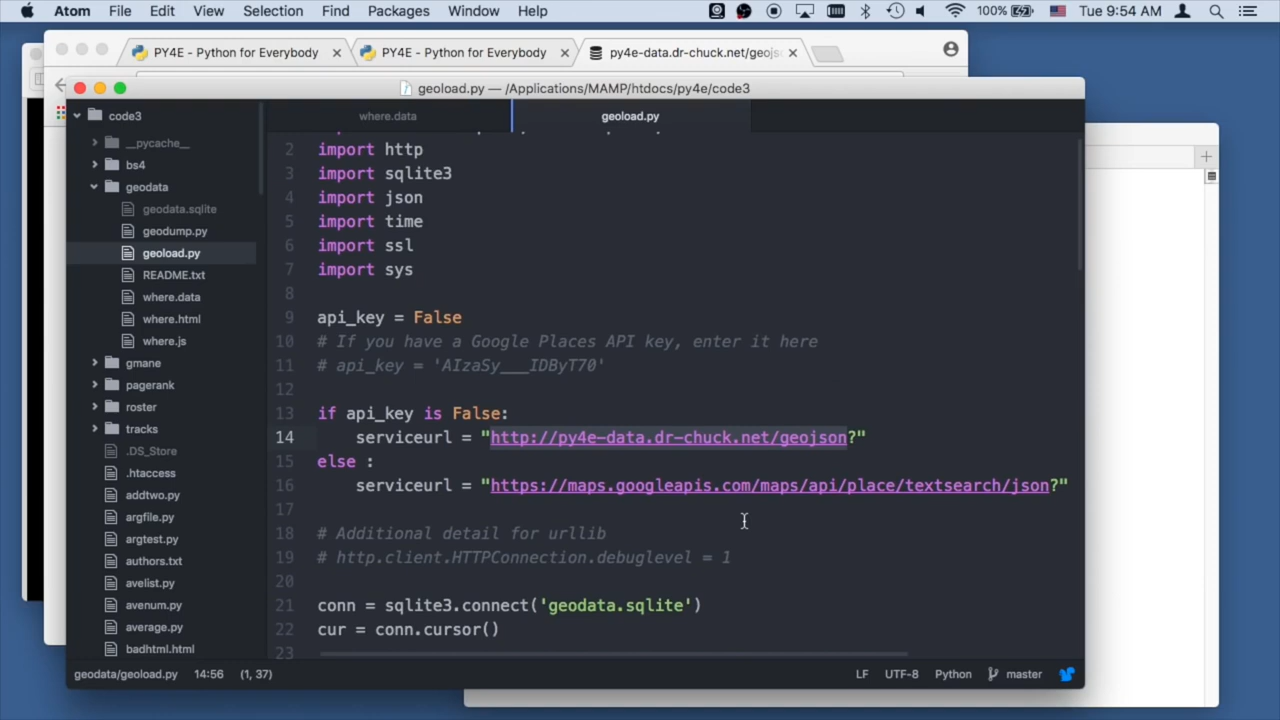 Atom File Edit View Selection Find Packages Window Help 100% Tue 9:54 AM
PY4E - Python for Everybody PY4E - Python for Everybody py4e-data.dr-chuck.net/geojs
geoload.py — /Applications/MAMP/htdocs/py4e/code3
code3
__pycache__
bs4
geodata
geodata.sqlite
geodump.py
geoload.py
README.txt
where.data
where.html
where.js
gmane
pagerank
roster
tracks
.DS_Store
.htaccess
addtwo.py
argfile.py
argtest.py
authors.txt
avelist.py
avenum.py
average.py
badhtml.html
where.data geoload.py
2 import http
3 import sqlite3
4 import json
5 import time
6 import ssl
7 import sys
8
9 api_key = False
10 # If you have a Google Places API key, enter it here
11 # api_key = 'AIzaSy___IDByT70'
12
13 if api_key is False:
14 serviceurl = "http://py4e-data.dr-chuck.net/geojson?"
15 else :
16 serviceurl = "https://maps.googleapis.com/maps/api/place/textsearch/json?"
17
18 # Additional detail for urllib
19 # http.client.HTTPConnection.debuglevel = 1
20
21 conn = sqlite3.connect('geodata.sqlite')
22 cur = conn.cursor()
23
geodata/geoload.py 14:56 (1, 37) LF UTF-8 Python master